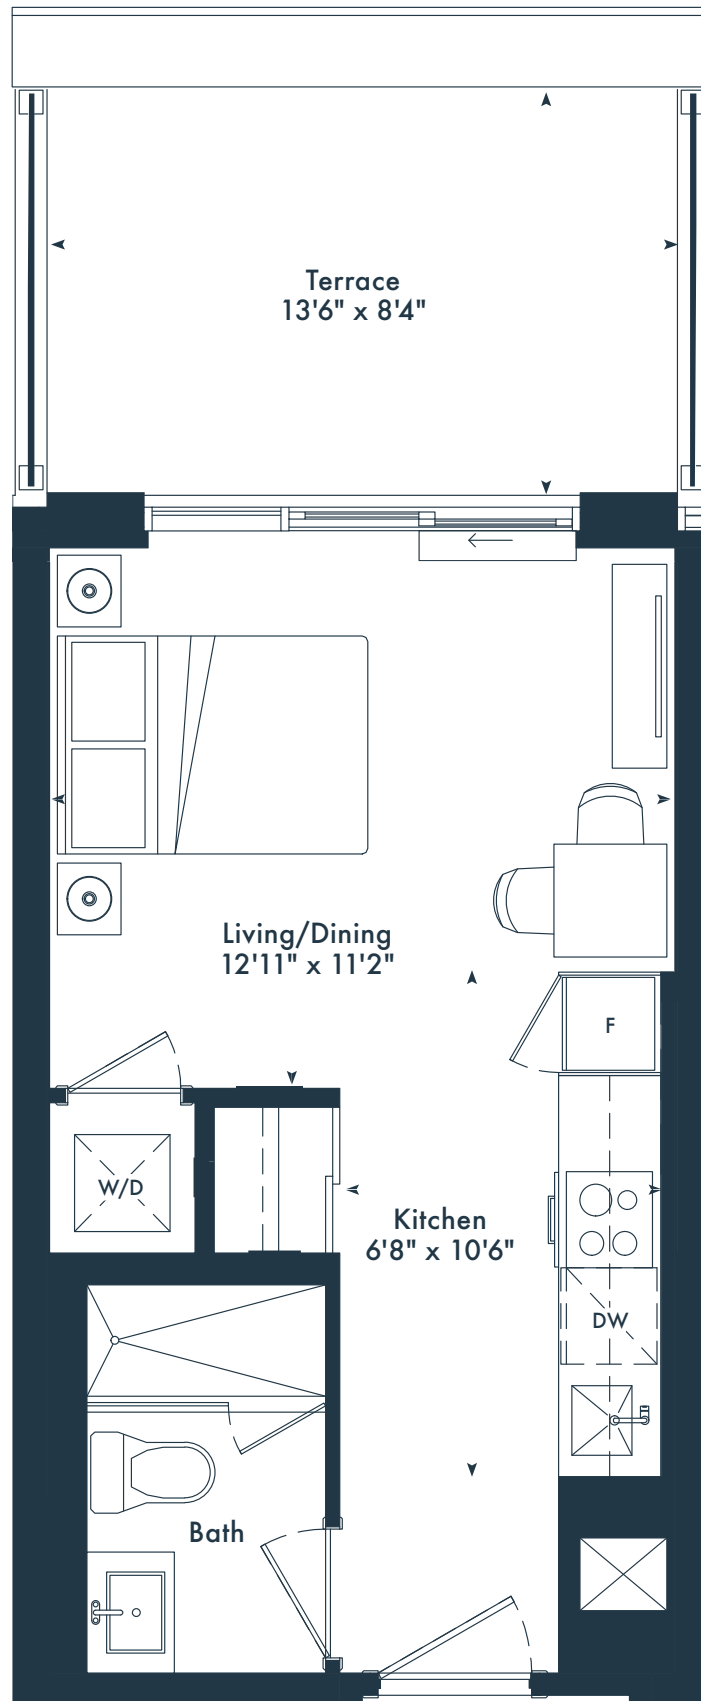 Terrace
13'6" x 8'4"
Living/Dining
12'11" x 11'2"
F
W/D
Kitchen
6'8" x 10'6"
DW
Bath